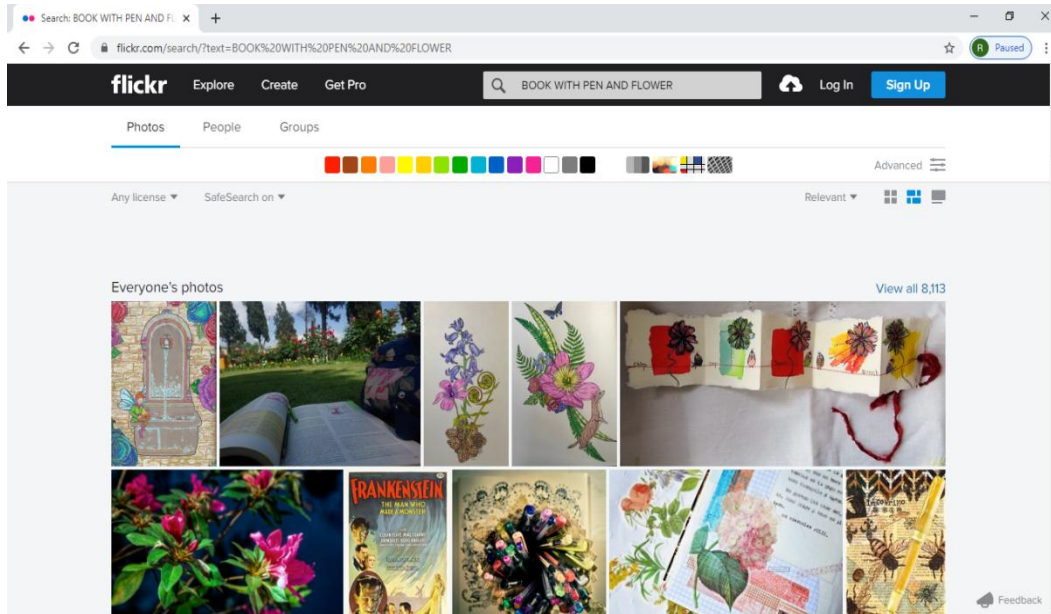 Search: BOOK WITH PEN AND FL
flickr.com/search/?text=BOOK%20WITH%20PEN%20AND%20FLOWER
R Paused
flickr Explore Create Get Pro BOOK WITH PEN AND FLOWER Log In Sign Up
Photos People Groups
Advanced
Any license SafeSearch on Relevant
Everyone's photos View all 8,113
FRANKENSTEIN
THE MAN WHO
MADE A MONSTER
Feedback